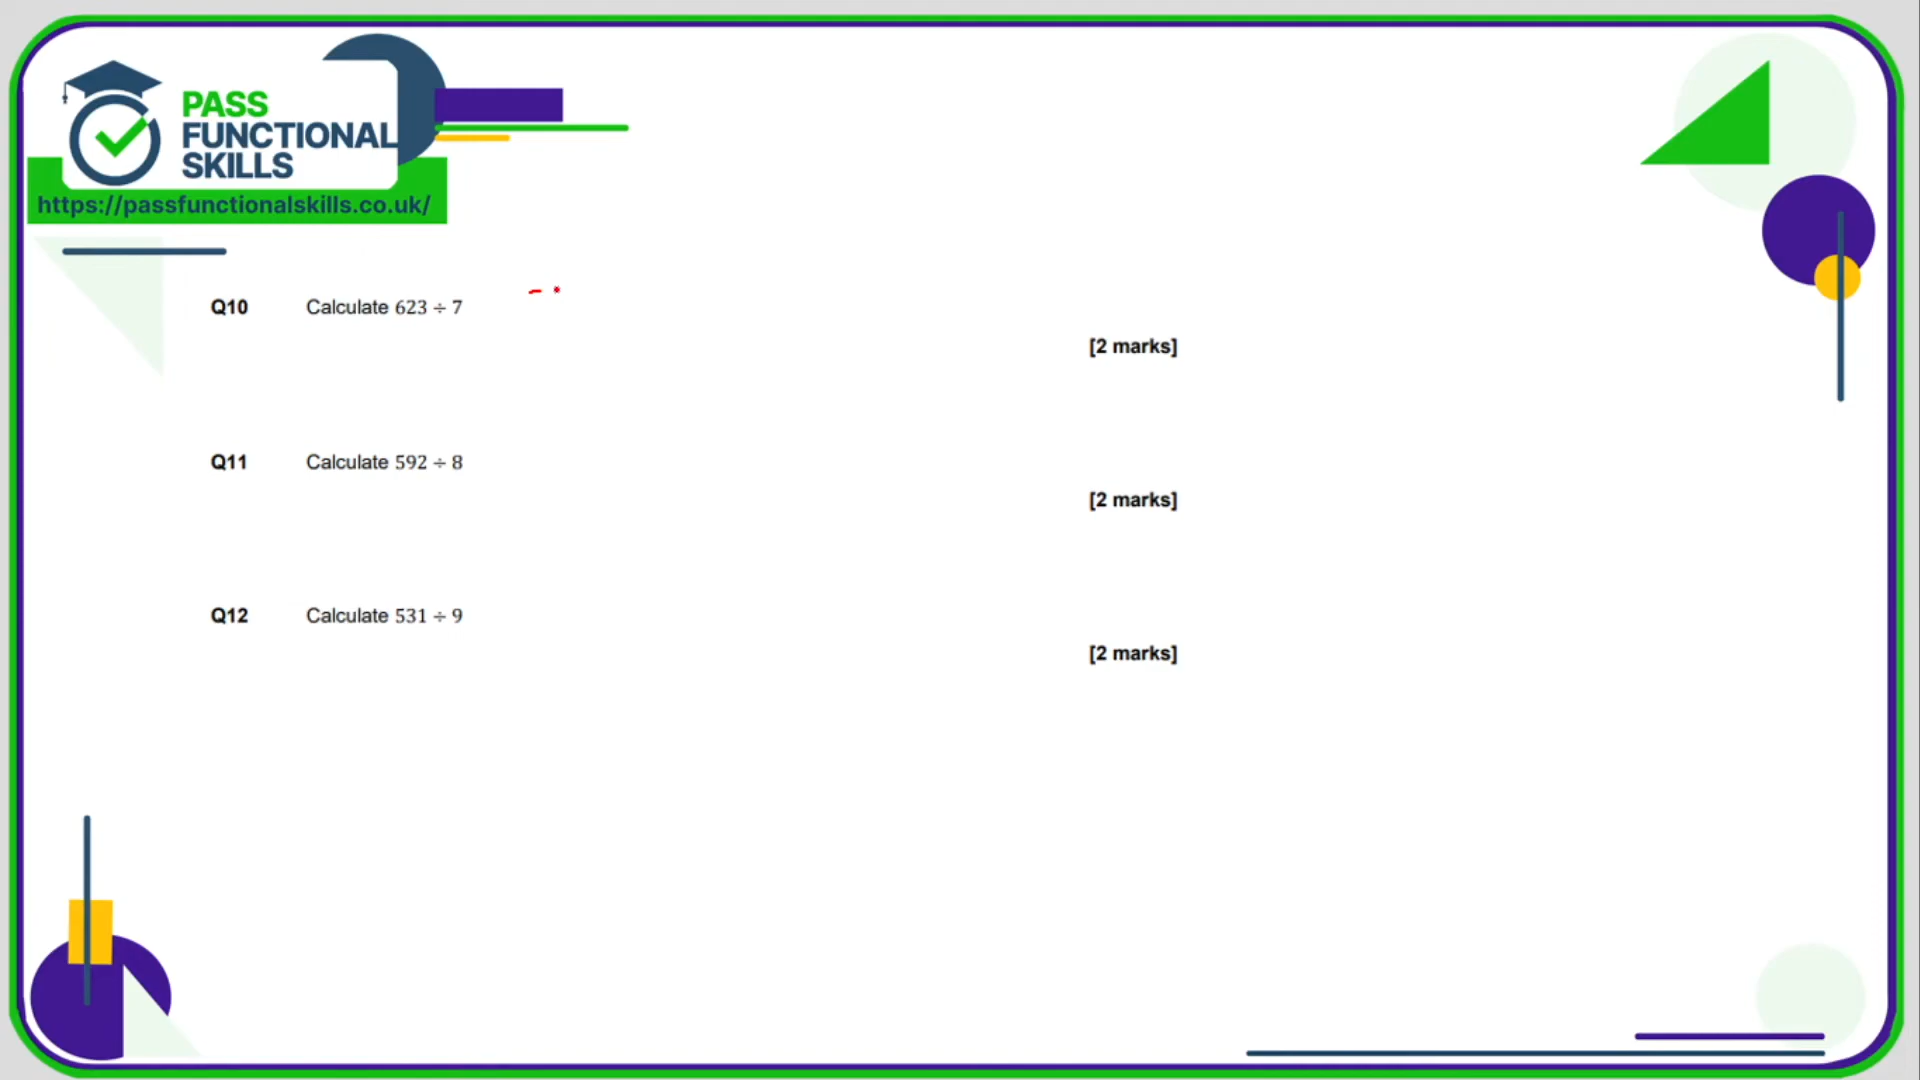 PASS
FUNCTIONAL
SKILLS
https://passfunctionalskills.co.uk/
Q10 Calculate 623 ÷ 7
[2 marks]
Q11 Calculate 592 ÷ 8
[2 marks]
Q12 Calculate 531 ÷ 9
[2 marks]